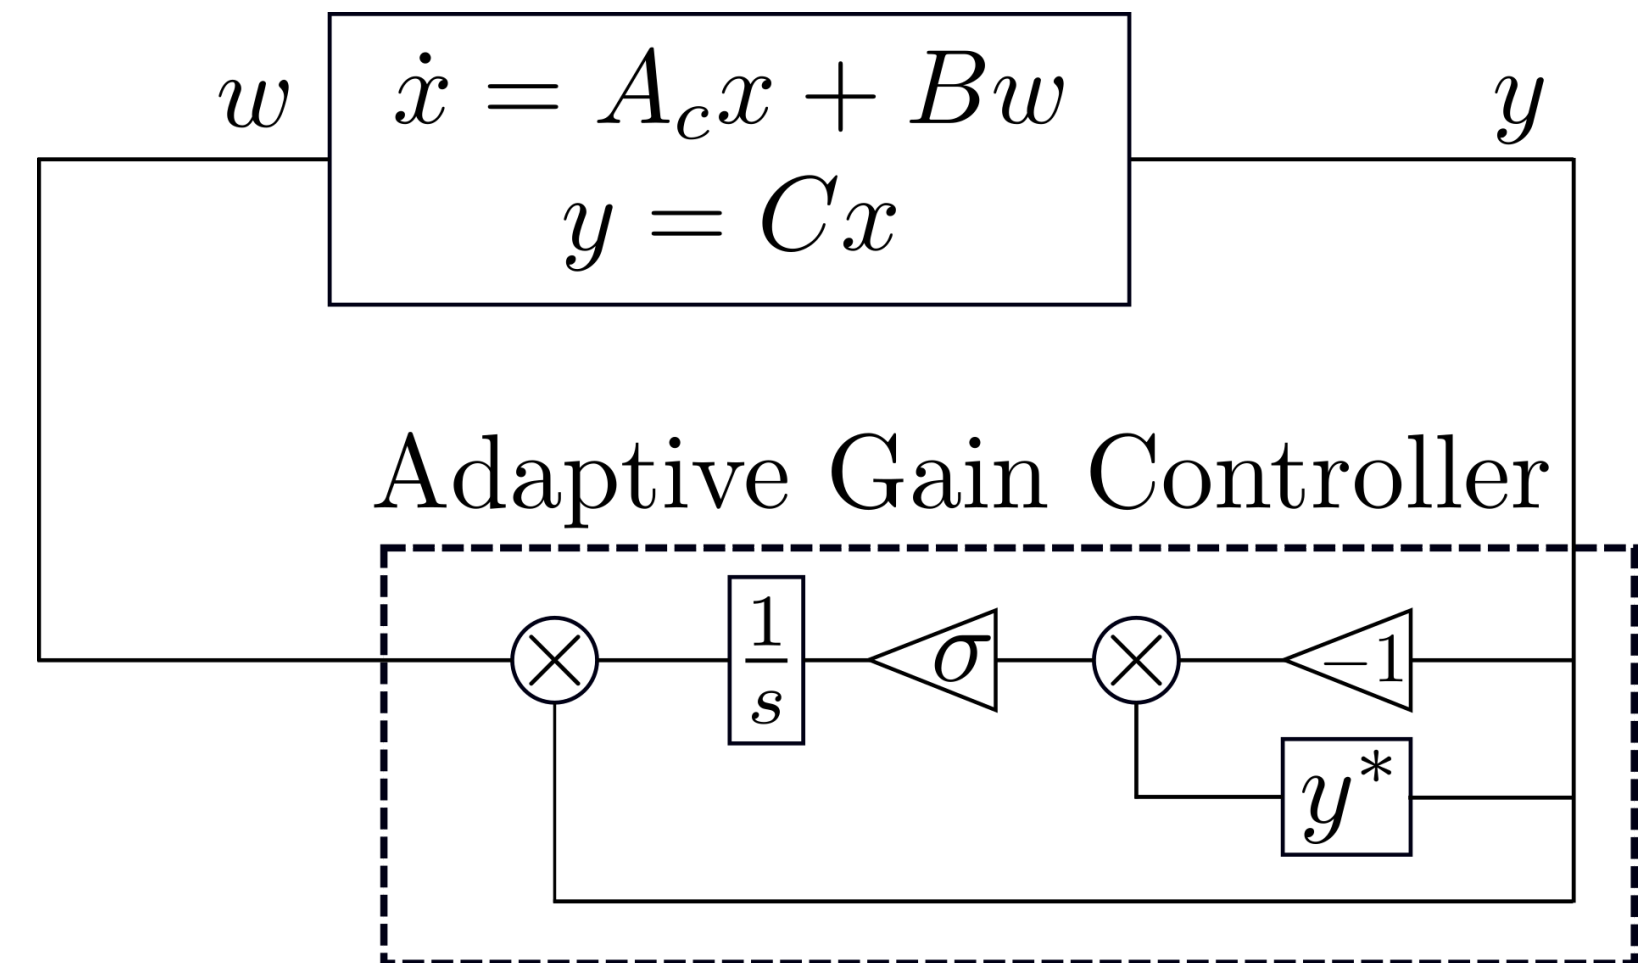 w
ẋ = A_c x + Bw
y
y = Cx
Adaptive Gain Controller
1/s
σ
−1
y*